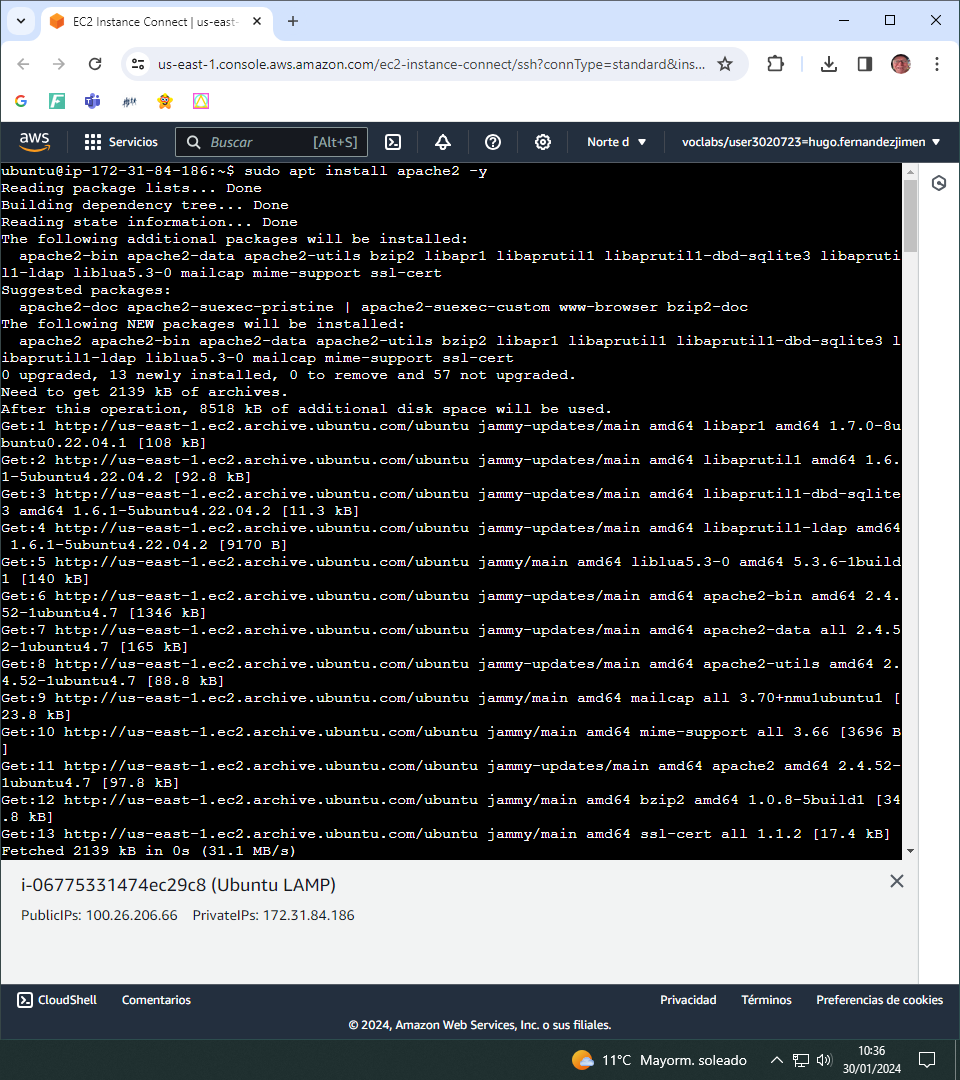 EC2 Instance Connect | us-east-
us-east-1.console.aws.amazon.com/ec2-instance-connect/ssh?connType=standard&ins...
aws
Servicios
Buscar
[Alt+S]
Norte d
voclabs/user3020723=hugo.fernandezjimen
ubuntu@ip-172-31-84-186:~$ sudo apt install apache2 -y
Reading package lists... Done
Building dependency tree... Done
Reading state information... Done
The following additional packages will be installed:
  apache2-bin apache2-data apache2-utils bzip2 libapr1 libaprutil1 libaprutil1-dbd-sqlite3 libapruti
l1-ldap liblua5.3-0 mailcap mime-support ssl-cert
Suggested packages:
  apache2-doc apache2-suexec-pristine | apache2-suexec-custom www-browser bzip2-doc
The following NEW packages will be installed:
  apache2 apache2-bin apache2-data apache2-utils bzip2 libapr1 libaprutil1 libaprutil1-dbd-sqlite3 l
ibaprutil1-ldap liblua5.3-0 mailcap mime-support ssl-cert
0 upgraded, 13 newly installed, 0 to remove and 57 not upgraded.
Need to get 2139 kB of archives.
After this operation, 8518 kB of additional disk space will be used.
Get:1 http://us-east-1.ec2.archive.ubuntu.com/ubuntu jammy-updates/main amd64 libapr1 amd64 1.7.0-8u
buntu0.22.04.1 [108 kB]
Get:2 http://us-east-1.ec2.archive.ubuntu.com/ubuntu jammy-updates/main amd64 libaprutil1 amd64 1.6.
1-5ubuntu4.22.04.2 [92.8 kB]
Get:3 http://us-east-1.ec2.archive.ubuntu.com/ubuntu jammy-updates/main amd64 libaprutil1-dbd-sqlite
3 amd64 1.6.1-5ubuntu4.22.04.2 [11.3 kB]
Get:4 http://us-east-1.ec2.archive.ubuntu.com/ubuntu jammy-updates/main amd64 libaprutil1-ldap amd64
 1.6.1-5ubuntu4.22.04.2 [9170 B]
Get:5 http://us-east-1.ec2.archive.ubuntu.com/ubuntu jammy/main amd64 liblua5.3-0 amd64 5.3.6-1build
1 [140 kB]
Get:6 http://us-east-1.ec2.archive.ubuntu.com/ubuntu jammy-updates/main amd64 apache2-bin amd64 2.4.
52-1ubuntu4.7 [1346 kB]
Get:7 http://us-east-1.ec2.archive.ubuntu.com/ubuntu jammy-updates/main amd64 apache2-data all 2.4.5
2-1ubuntu4.7 [165 kB]
Get:8 http://us-east-1.ec2.archive.ubuntu.com/ubuntu jammy-updates/main amd64 apache2-utils amd64 2.
4.52-1ubuntu4.7 [88.8 kB]
Get:9 http://us-east-1.ec2.archive.ubuntu.com/ubuntu jammy/main amd64 mailcap all 3.70+nmu1ubuntu1 [
23.8 kB]
Get:10 http://us-east-1.ec2.archive.ubuntu.com/ubuntu jammy/main amd64 mime-support all 3.66 [3696 B
]
Get:11 http://us-east-1.ec2.archive.ubuntu.com/ubuntu jammy-updates/main amd64 apache2 amd64 2.4.52-
1ubuntu4.7 [97.8 kB]
Get:12 http://us-east-1.ec2.archive.ubuntu.com/ubuntu jammy/main amd64 bzip2 amd64 1.0.8-5build1 [34
.8 kB]
Get:13 http://us-east-1.ec2.archive.ubuntu.com/ubuntu jammy/main amd64 ssl-cert all 1.1.2 [17.4 kB]
Fetched 2139 kB in 0s (31.1 MB/s)
i-06775331474ec29c8 (Ubuntu LAMP)
PublicIPs: 100.26.206.66 PrivateIPs: 172.31.84.186
CloudShell
Comentarios
Privacidad
Términos
Preferencias de cookies
© 2024, Amazon Web Services, Inc. o sus filiales.
11°C Mayorm. soleado
10:36
30/01/2024